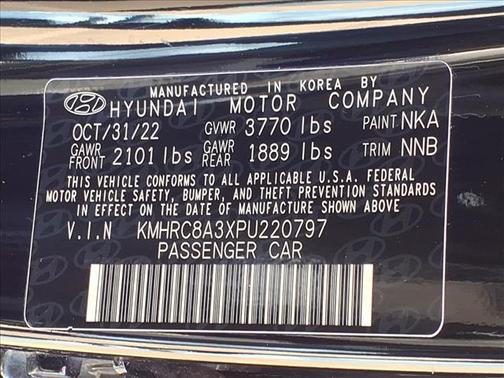 MANUFACTURED IN KOREA BY
HYUNDAI MOTOR COMPANY
OCT/31/22 GVWR 3770 lbs PAINT NKA
GAWR FRONT 2101 lbs GAWR REAR 1889 lbs TRIM NNB
THIS VEHICLE CONFORMS TO ALL APPLICABLE U.S.A. FEDERAL
MOTOR VEHICLE SAFETY, BUMPER, AND THEFT PREVENTION STANDARDS
IN EFFECT ON THE DATE OF MANUFACTURE SHOWN ABOVE.
V.I.N KMHRC8A3XPU220797
PASSENGER CAR